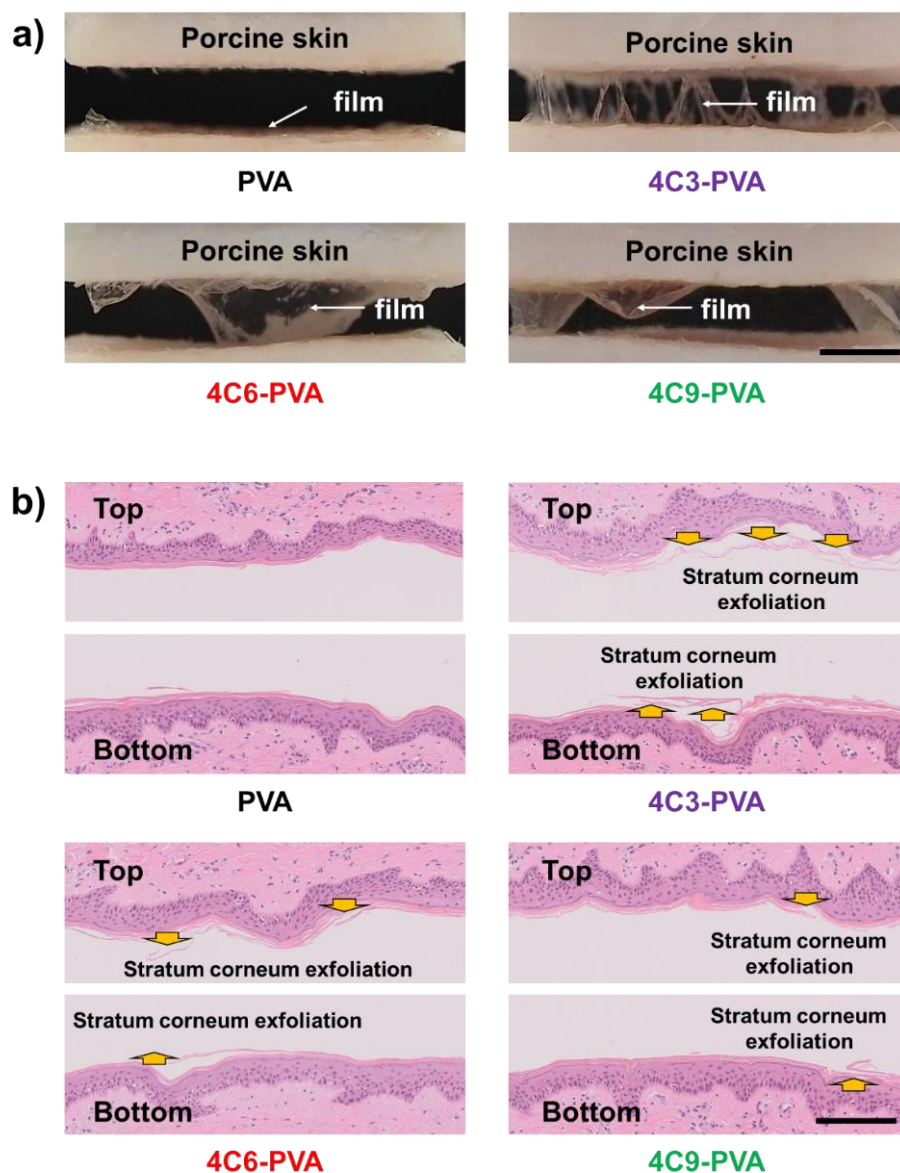 a)
Porcine skin
film
PVA
Porcine skin
film
4C3-PVA
Porcine skin
film
4C6-PVA
Porcine skin
film
4C9-PVA
b)
Top
Bottom
PVA
Top
Stratum corneum
exfoliation
Stratum corneum
exfoliation
Bottom
4C3-PVA
Top
Stratum corneum exfoliation
Stratum corneum exfoliation
Bottom
4C6-PVA
Top
Stratum corneum
exfoliation
Stratum corneum
exfoliation
Bottom
4C9-PVA